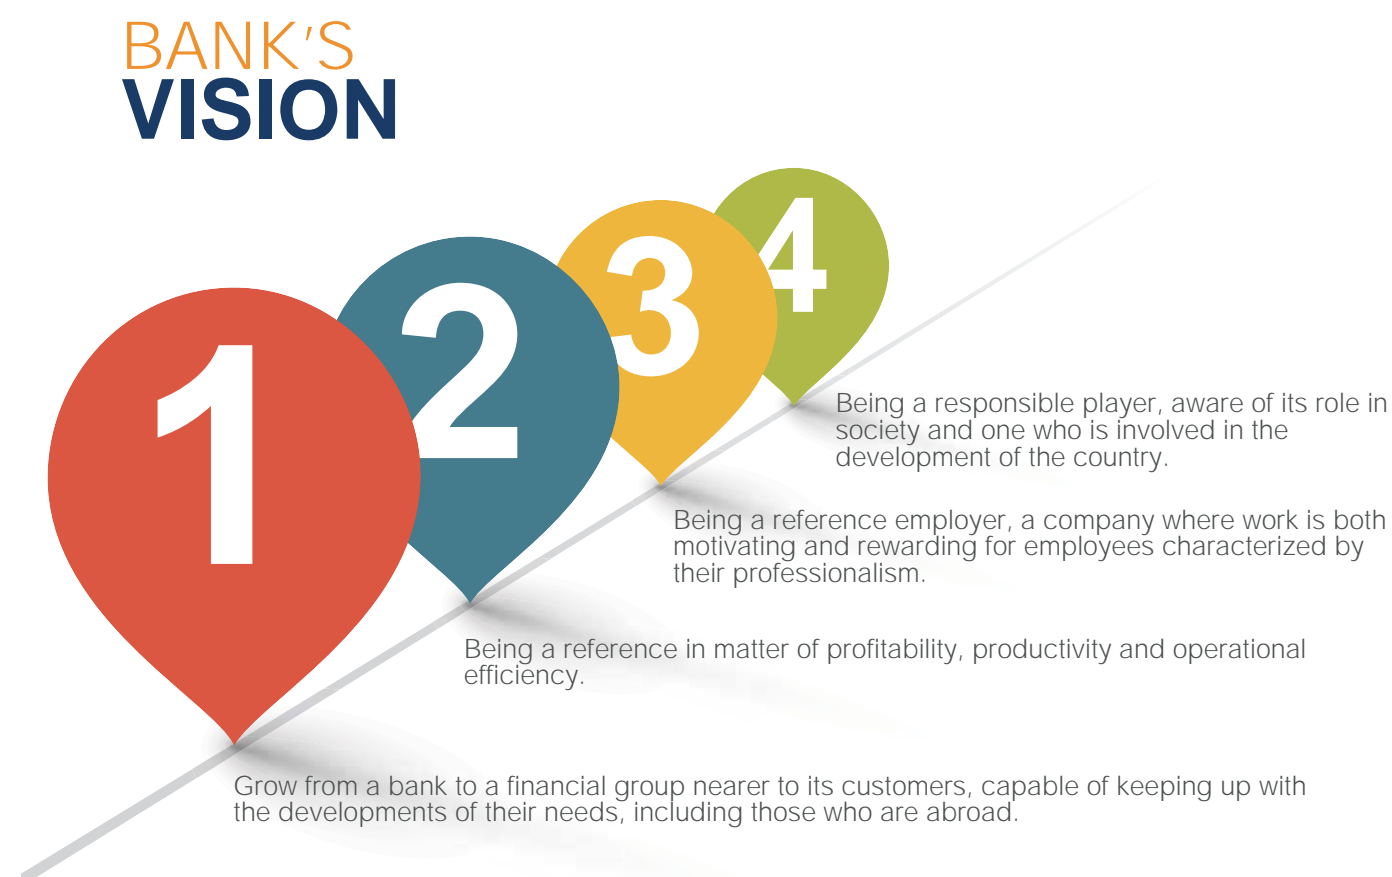 BANK'S
VISION
1
2
3
4
Being a responsible player, aware of its role in
society and one who is involved in the
development of the country.
Being a reference employer, a company where work is both
motivating and rewarding for employees characterized by
their professionalism.
Being a reference in matter of profitability, productivity and operational
efficiency.
Grow from a bank to a financial group nearer to its customers, capable of keeping up with
the developments of their needs, including those who are abroad.